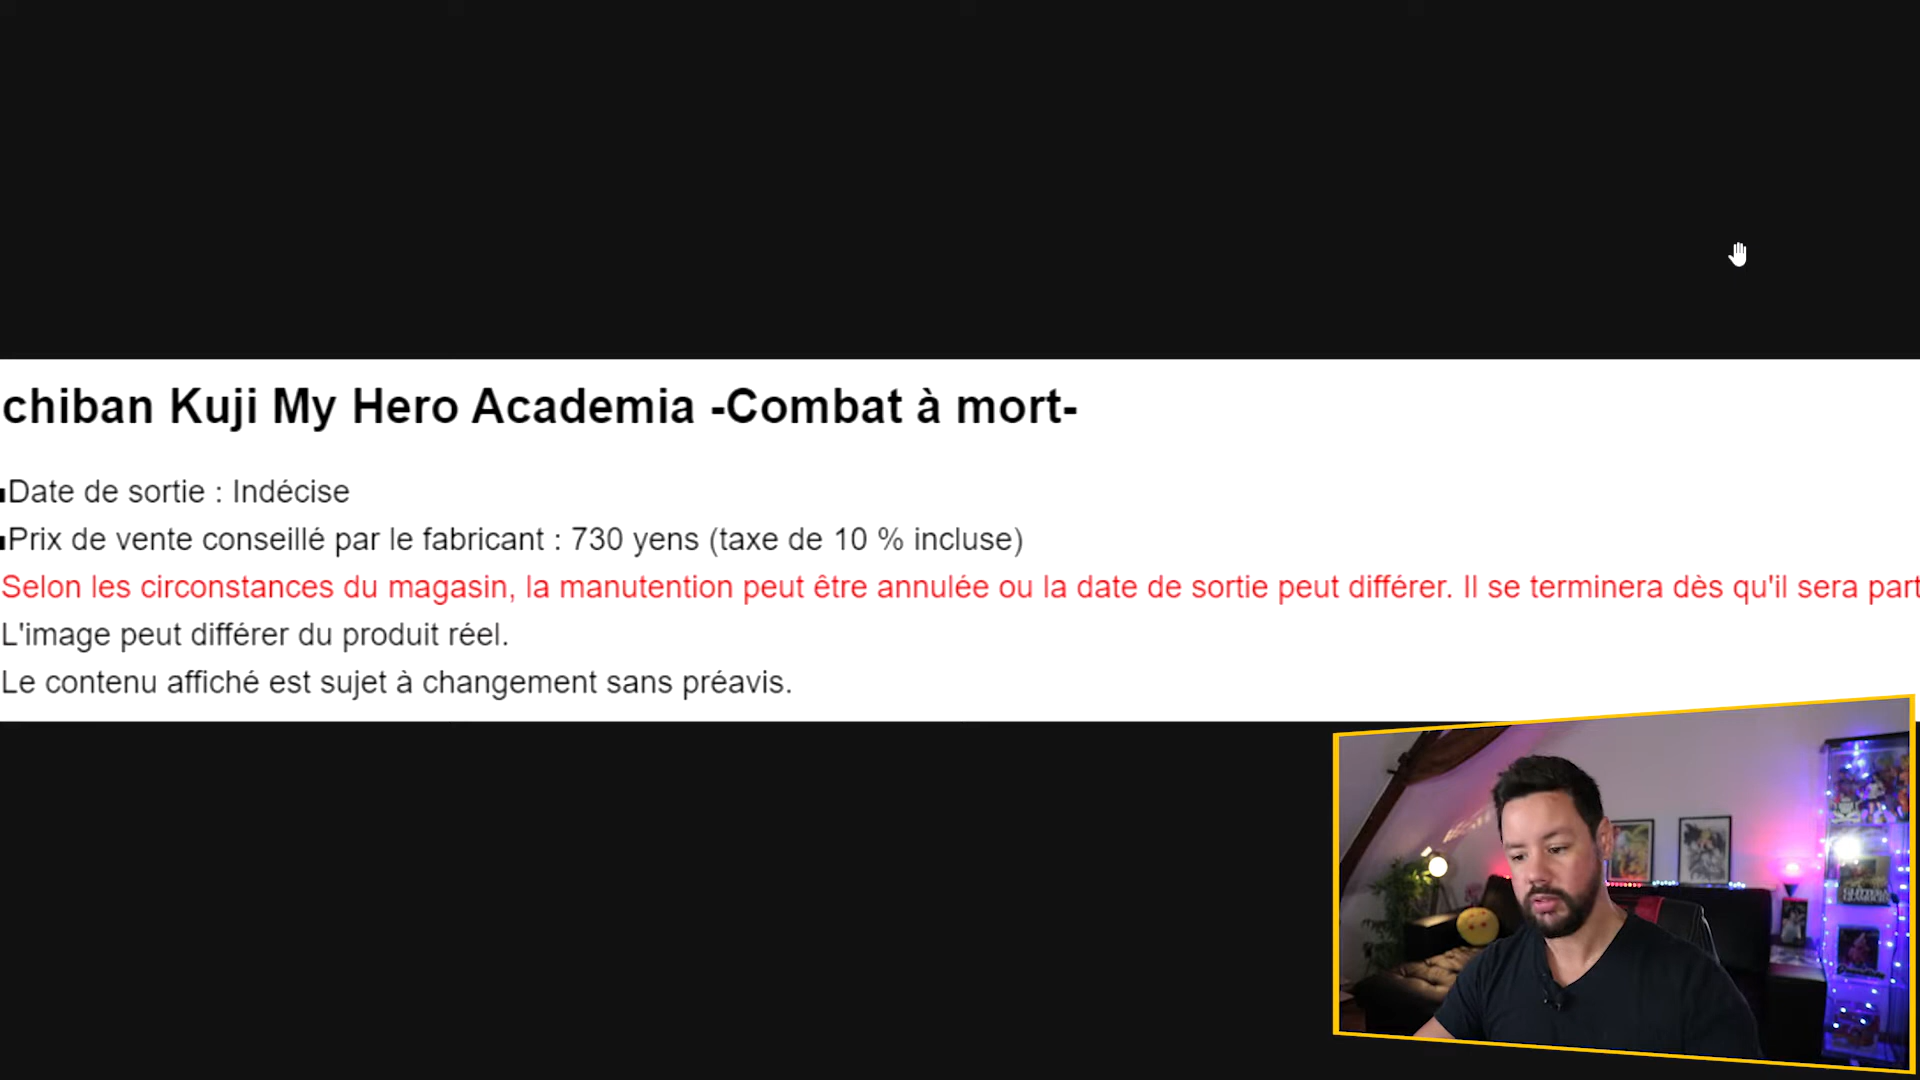 chiban Kuji My Hero Academia -Combat à mort-
Date de sortie : Indécise
Prix de vente conseillé par le fabricant : 730 yens (taxe de 10 % incluse)
Selon les circonstances du magasin, la manutention peut être annulée ou la date de sortie peut différer. Il se terminera dès qu'il sera part
L'image peut différer du produit réel.
Le contenu affiché est sujet à changement sans préavis.